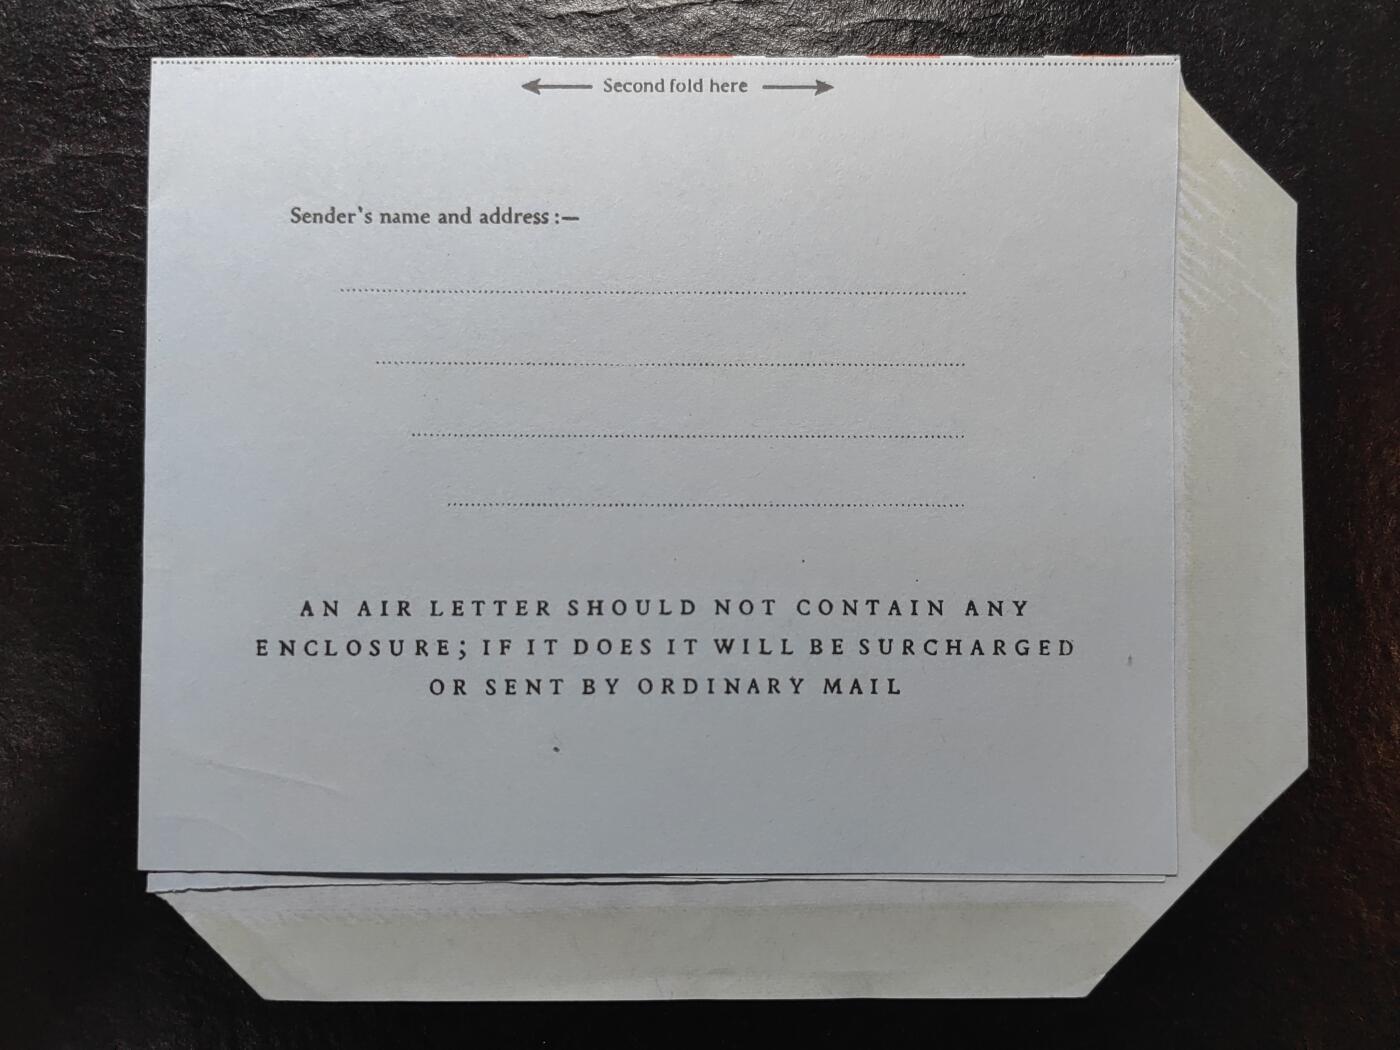 Second fold here
Sender's name and address :—
AN AIR LETTER SHOULD NOT CONTAIN ANY
ENCLOSURE; IF IT DOES IT WILL BE SURCHARGED
OR SENT BY ORDINARY MAIL